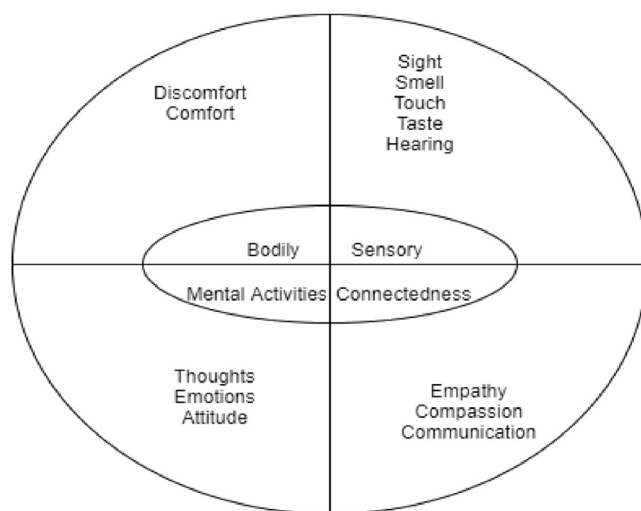 Discomfort
Comfort
Sight
Smell
Touch
Taste
Hearing
Bodily
Sensory
Mental Activities
Connectedness
Thoughts
Emotions
Attitude
Empathy
Compassion
Communication